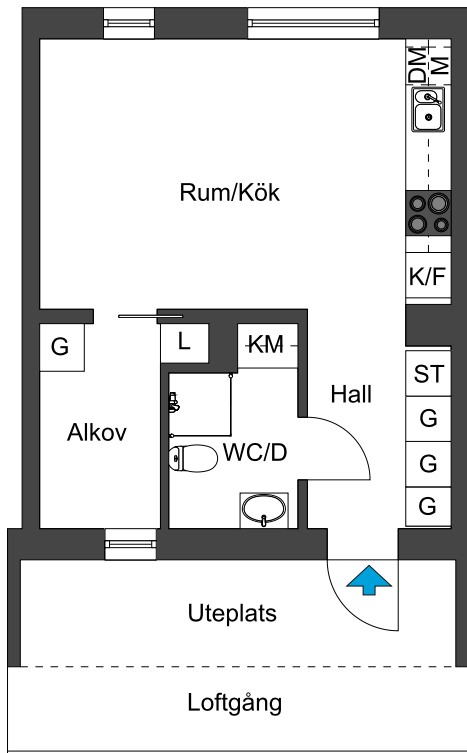 DM
M
Rum/Kök
K/F
G
L
KM
ST
Hall
G
Alkov
WC/D
G
G
Uteplats
Loftgång